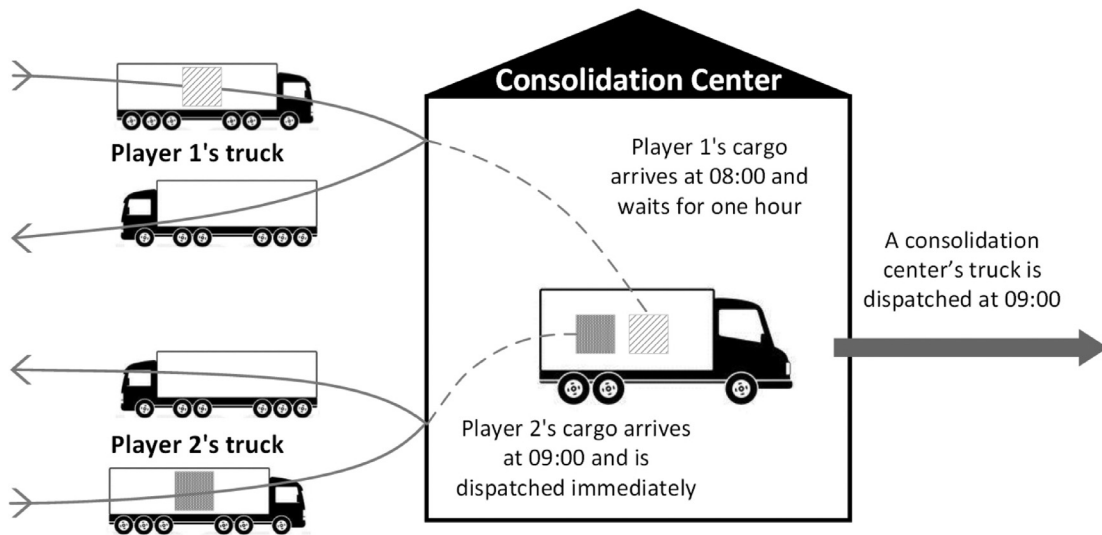 Consolidation Center
Player 1's truck
Player 1's cargo
arrives at 08:00 and
waits for one hour
A consolidation
center’s truck is
dispatched at 09:00
Player 2's truck
Player 2's cargo arrives
at 09:00 and is
dispatched immediately